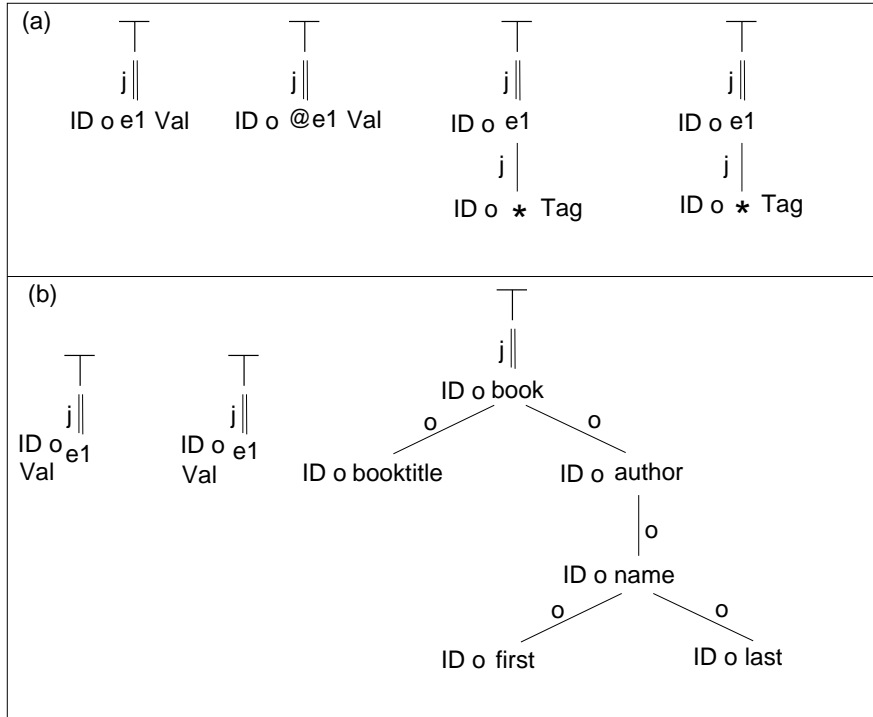 (a)
j j j j
ID o e1 Val ID o @e1 Val ID o e1 ID o e1
j j
ID o * Tag ID o * Tag
(b)
j
ID o book
j j
o o
ID o e1 ID o e1
Val Val
ID o booktitle ID o author
o
ID o name
o o
ID o first ID o last